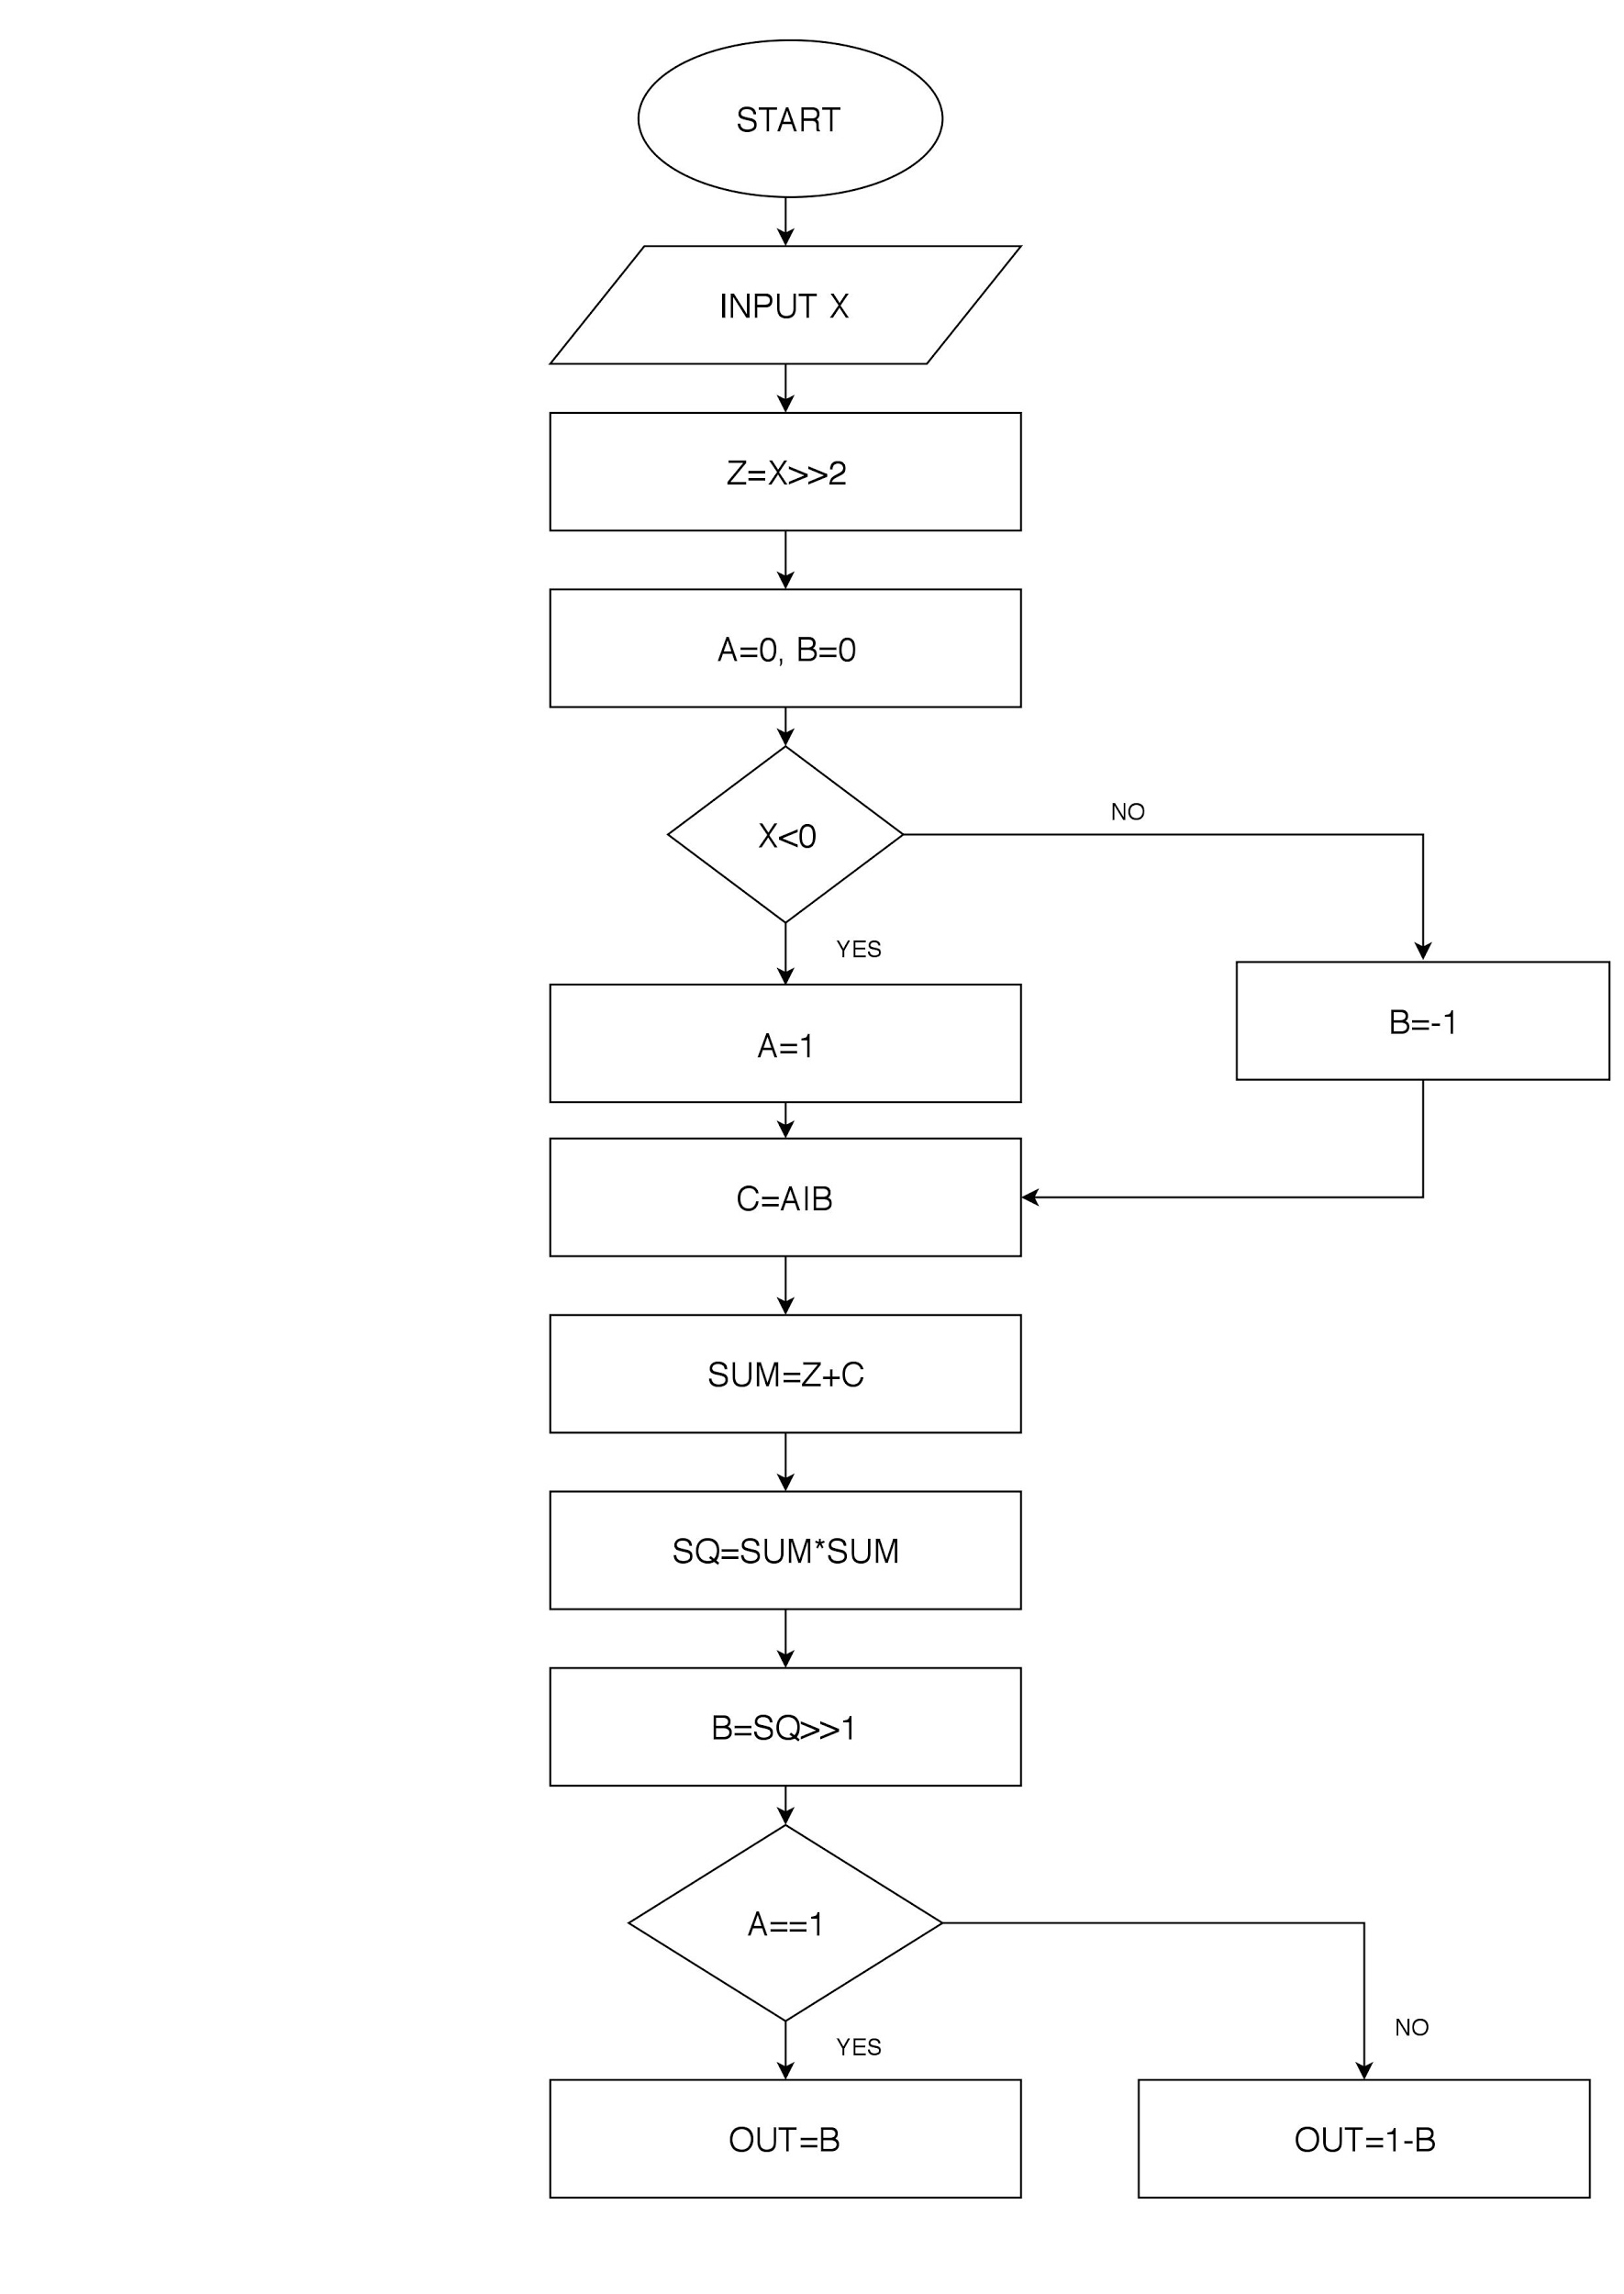 START
INPUT X
Z=X>>2
A=0, B=0
X<0
NO
YES
A=1
B=-1
C=A|B
SUM=Z+C
SQ=SUM*SUM
B=SQ>>1
A==1
YES
NO
OUT=B
OUT=1-B